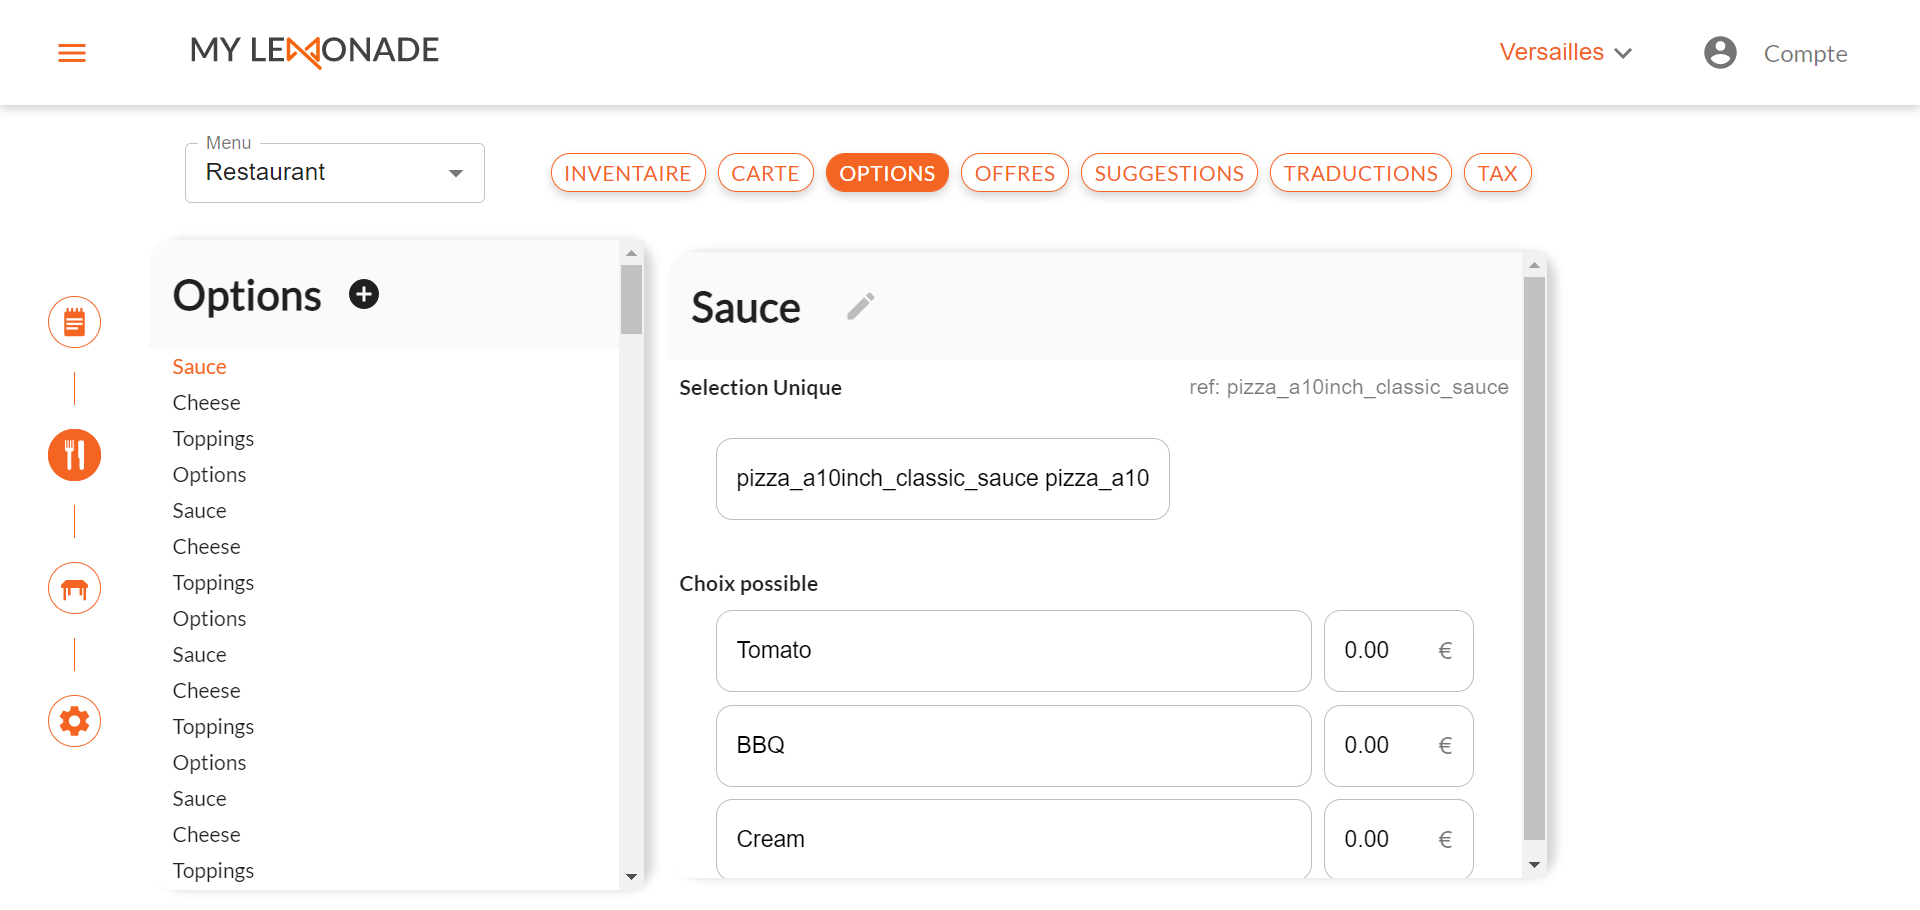 MY LEMONADE
Versailles
Compte
Menu
Restaurant
INVENTAIRE
CARTE
OPTIONS
OFFRES
SUGGESTIONS
TRADUCTIONS
TAX
Options
Sauce
Cheese
Toppings
Options
Sauce
Cheese
Toppings
Options
Sauce
Cheese
Toppings
Options
Sauce
Cheese
Toppings
Sauce
Selection Unique
ref: pizza_a10inch_classic_sauce
pizza_a10inch_classic_sauce pizza_a10
Choix possible
Tomato
0.00 €
BBQ
0.00 €
Cream
0.00 €